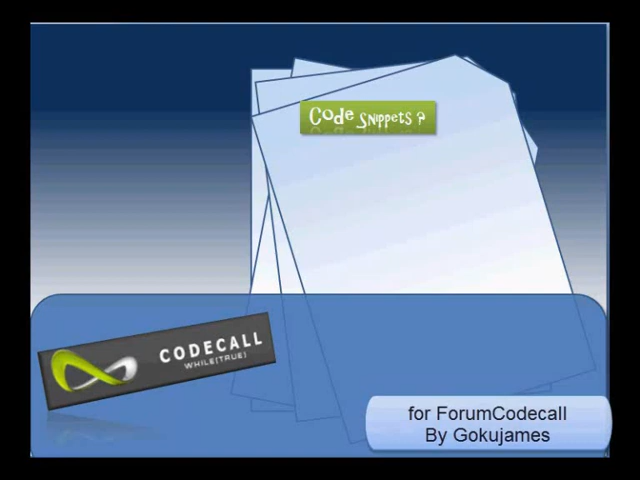 Code Snippets ?
CODECALL
WHILE(TRUE)
for ForumCodecall
By Gokujames